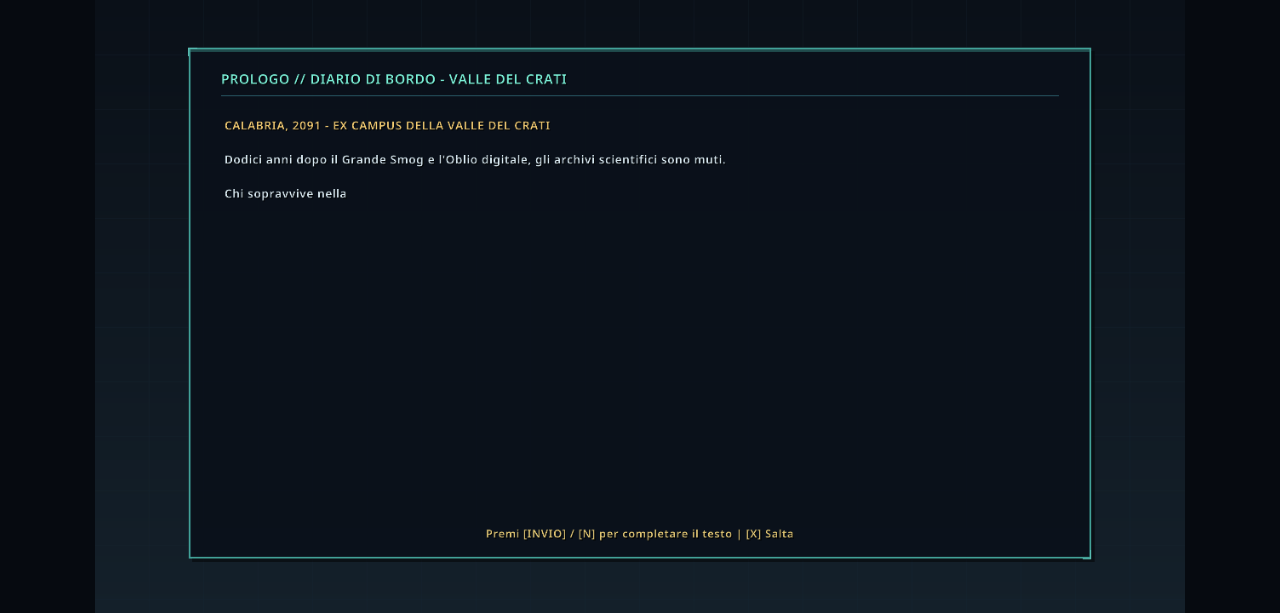 PROLOGO // DIARIO DI BORDO - VALLE DEL CRATI
CALABRIA, 2091 - EX CAMPUS DELLA VALLE DEL CRATI
Dodici anni dopo il Grande Smog e l'Oblio digitale, gli archivi scientifici sono muti.
Chi sopravvive nella
Premi [INVIO] / [N] per completare il testo | [X] Salta